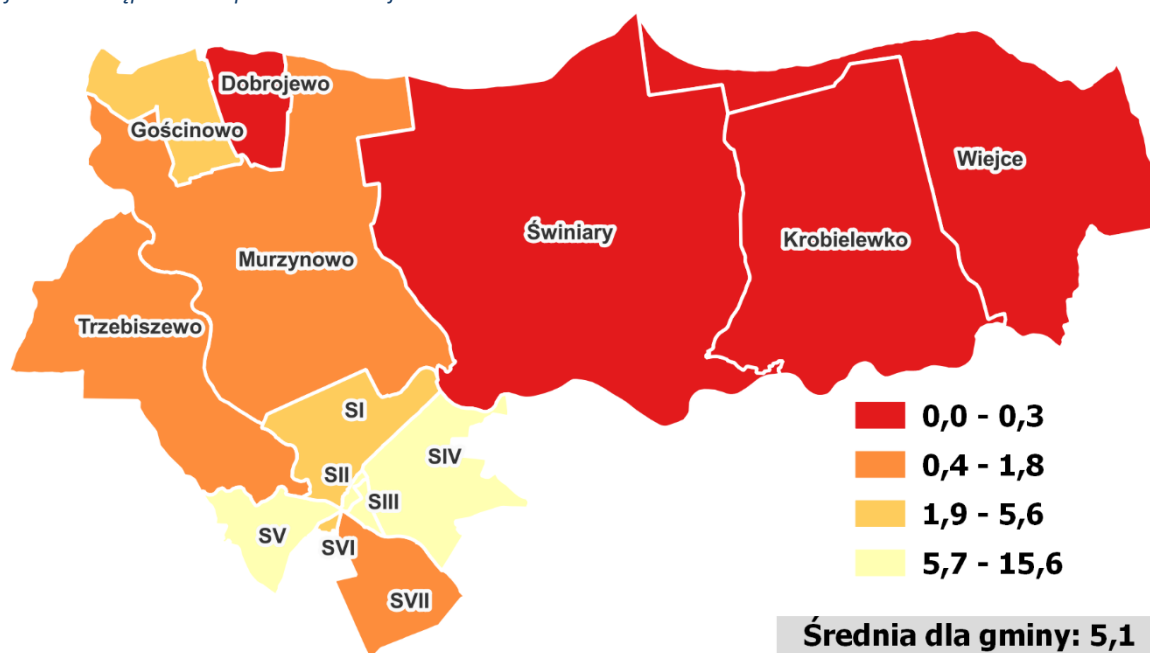 Dobrojewo
Gościnowo
Wiejce
Świniary
Krobielewko
Murzynowo
Trzebiszewo
SI
SII
SIV
SIII
SV
SVI
SVII
0,0 - 0,3
0,4 - 1,8
1,9 - 5,6
5,7 - 15,6
Średnia dla gminy: 5,1